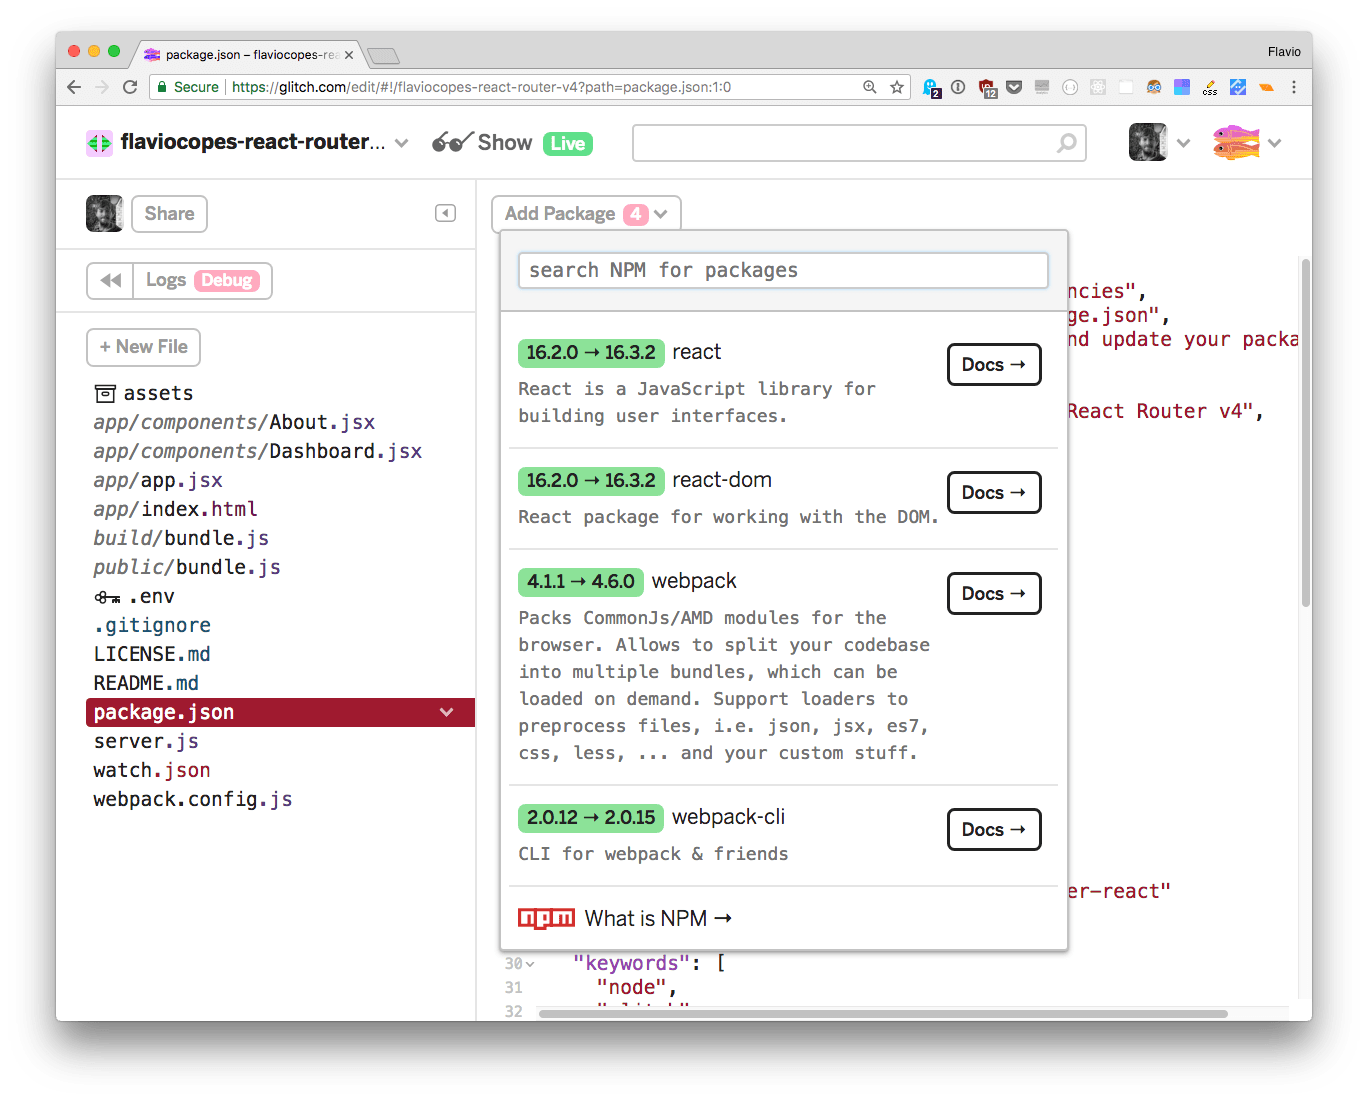 package.json – flaviocopes-rea
Flavio
Secure
https://glitch.com/edit/#!/flaviocopes-react-router-v4?path=package.json:1:0
2
12
css
flaviocopes-react-router...
Show
Live
Share
Add Package 4
search NPM for packages
Logs Debug
+ New File
assets
app/components/About.jsx
app/components/Dashboard.jsx
app/app.jsx
app/index.html
build/bundle.js
public/bundle.js
.env
.gitignore
LICENSE.md
README.md
package.json
server.js
watch.json
webpack.config.js
16.2.0 → 16.3.2 react
Docs →
React is a JavaScript library for
building user interfaces.
16.2.0 → 16.3.2 react-dom
Docs →
React package for working with the DOM.
4.1.1 → 4.6.0 webpack
Docs →
Packs CommonJs/AMD modules for the
browser. Allows to split your codebase
into multiple bundles, which can be
loaded on demand. Support loaders to
preprocess files, i.e. json, jsx, es7,
css, less, ... and your custom stuff.
2.0.12 → 2.0.15 webpack-cli
Docs →
CLI for webpack & friends
npm What is NPM →
ncies",
ge.json",
nd update your packa
React Router v4",
er-react"
30 "keywords": [
31 "node",
32